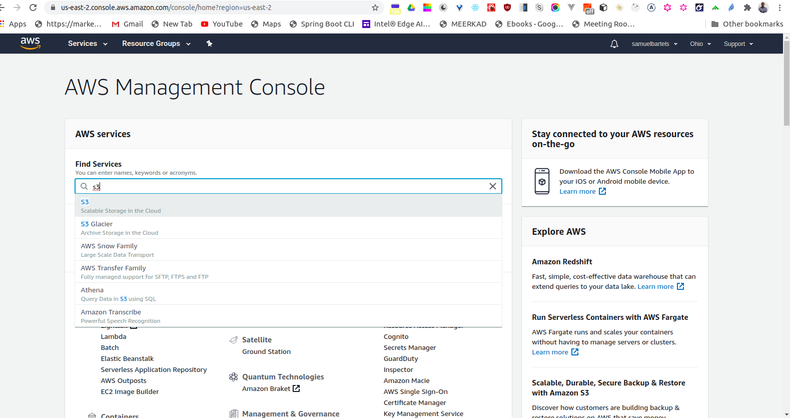 us-east-2.console.aws.amazon.com/console/home?region=us-east-2
Apps https://marke... Gmail New Tab YouTube Maps Spring Boot CLI Intel®Edge AI... MEERKAD Ebooks - Goog... Meeting Roo... Other bookmarks
aws Services Resource Groups samuelbartels Ohio Support
AWS Management Console
AWS services
Find Services
You can enter names, keywords or acronyms.
s3
S3
Scalable Storage in the Cloud
S3 Glacier
Archive Storage in the Cloud
AWS Snow Family
Large Scale Data Transport
AWS Transfer Family
Fully managed support for SFTP, FTPS and FTP
Athena
Query Data in S3 using SQL
Amazon Transcribe
Powerful Speech Recognition
Lambda
Batch
Elastic Beanstalk
Serverless Application Repository
AWS Outposts
EC2 Image Builder
Containers
Satellite
Ground Station
Quantum Technologies
Amazon Braket
Management & Governance
Cognito
Secrets Manager
GuardDuty
Inspector
Amazon Macie
AWS Single Sign-On
Certificate Manager
Key Management Service
Stay connected to your AWS resources
on-the-go
Download the AWS Console Mobile App to
your iOS or Android mobile device.
Learn more
Explore AWS
Amazon Redshift
Fast, simple, cost-effective data warehouse that can
extend queries to your data lake. Learn more
Run Serverless Containers with AWS Fargate
AWS Fargate runs and scales your containers
without having to manage servers or clusters.
Learn more
Scalable, Durable, Secure Backup & Restore
with Amazon S3
Discover how customers are building backup &
restore solutions on AWS that save money.